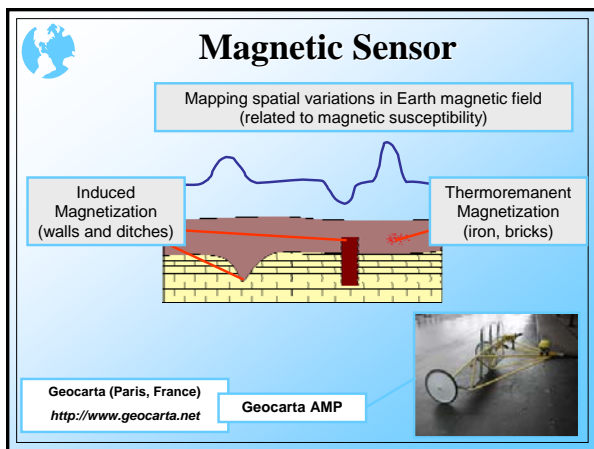 Magnetic Sensor
Mapping spatial variations in Earth magnetic field
(related to magnetic susceptibility)
Induced
Magnetization
(walls and ditches)
Thermoremanent
Magnetization
(iron, bricks)
Geocarta (Paris, France)
http://www.geocarta.net
Geocarta AMP